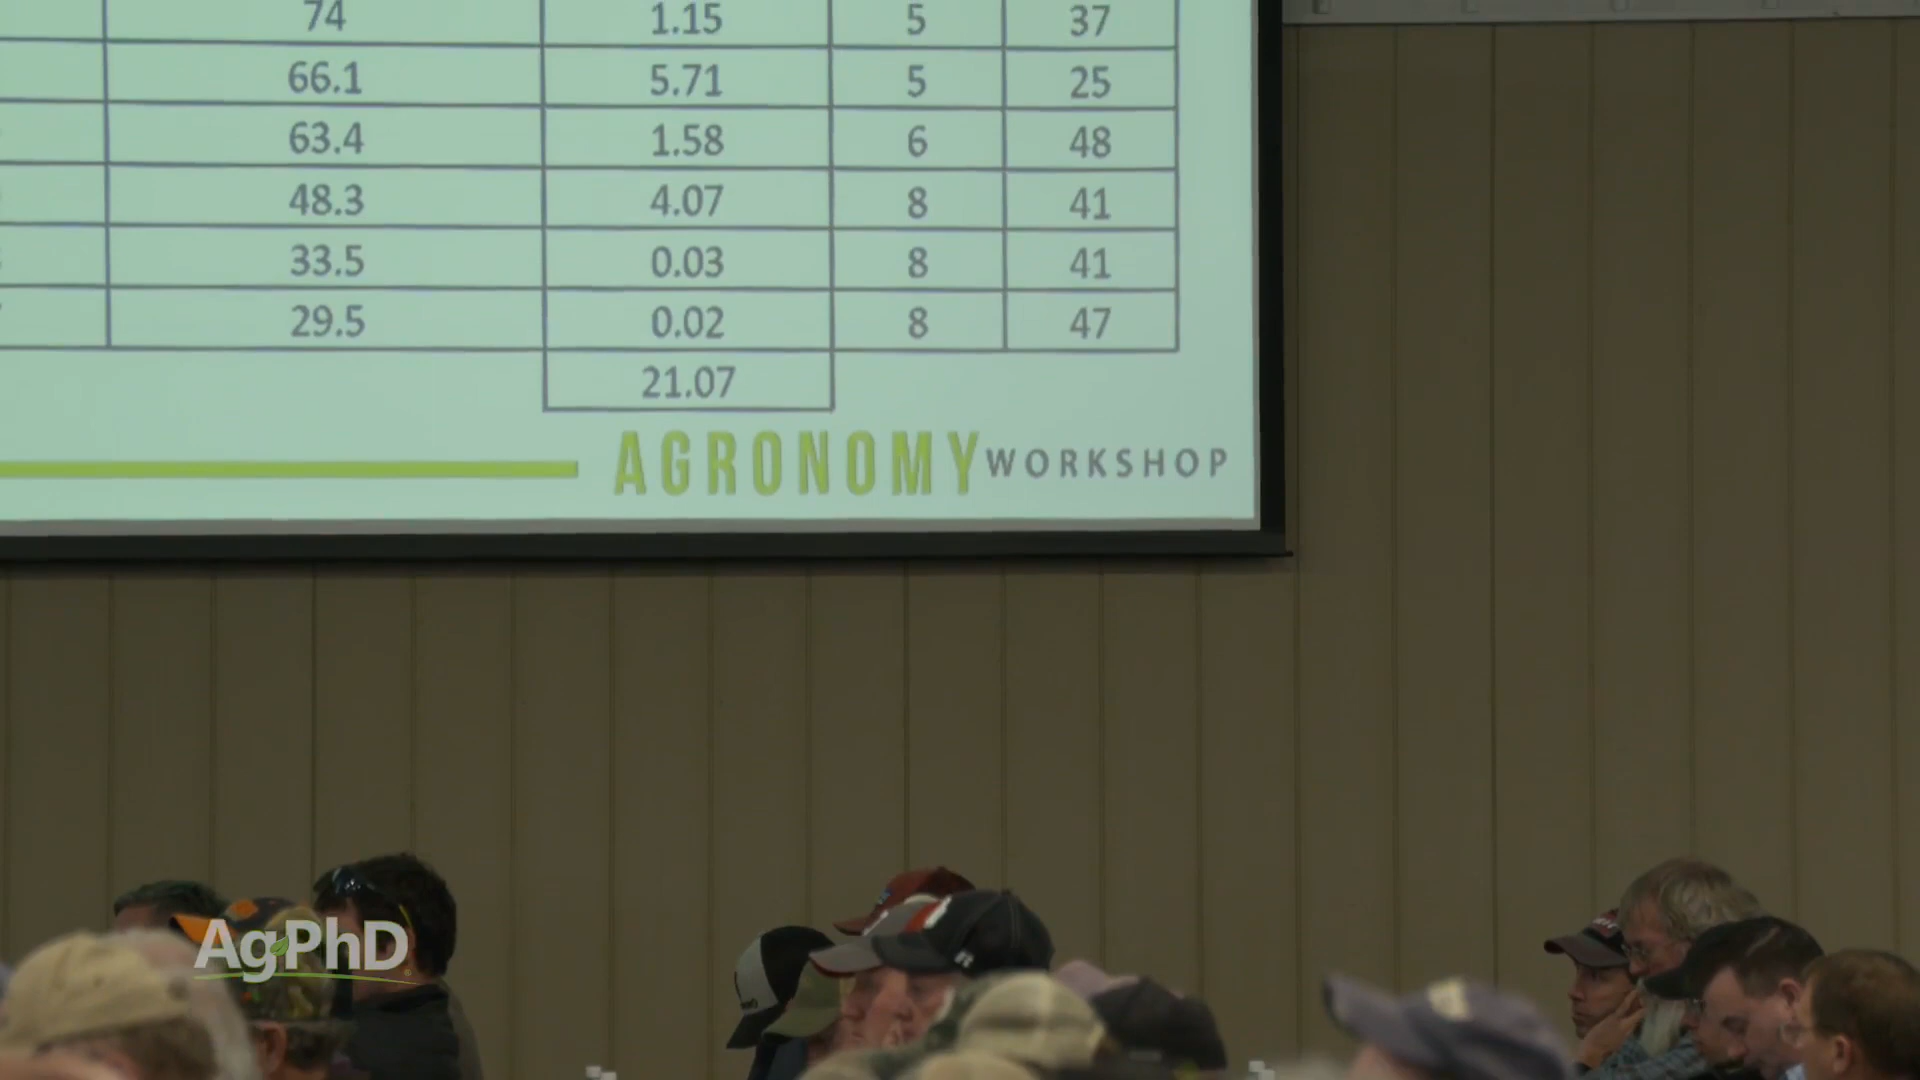 74 1.15 5 37
66.1 5.71 5 25
63.4 1.58 6 48
48.3 4.07 8 41
33.5 0.03 8 41
29.5 0.02 8 47
21.07
AGRONOMY WORKSHOP
AgPhD